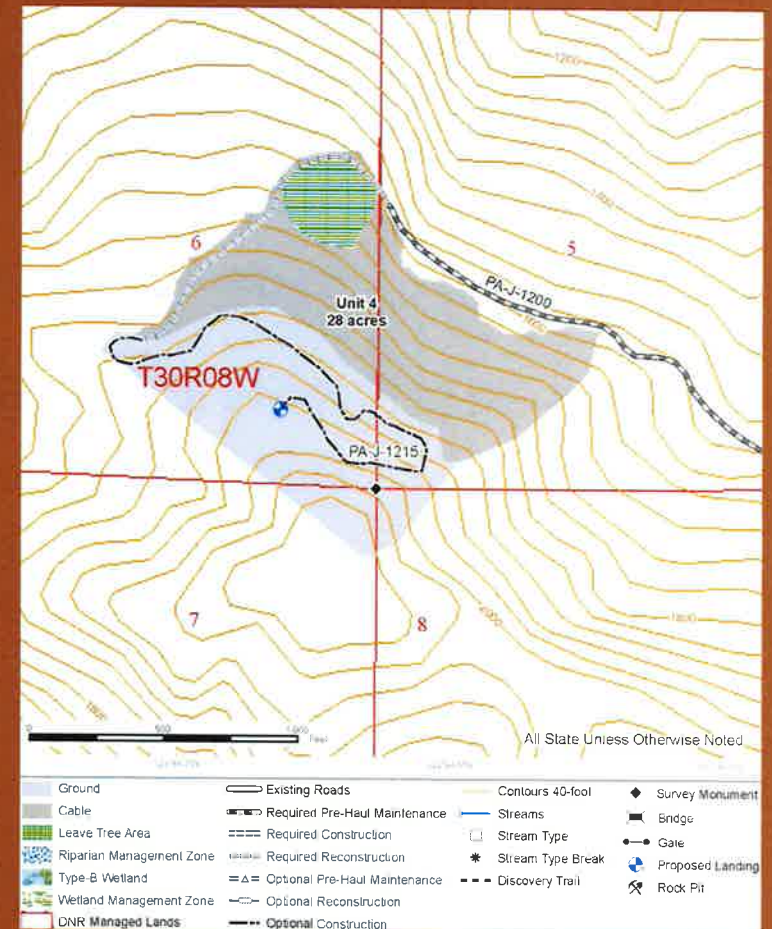 1200
1400
6
5
PA-J-1200
Unit 4
28 acres
1600
T30R08W
PA-J-1215
7
8
2000
1800
1800
0 500 1,000
Feet
All State Unless Otherwise Noted
Ground
Cable
Leave Tree Area
Riparian Management Zone
Type-B Wetland
Wetland Management Zone
DNR Managed Lands
Existing Roads
Required Pre-Haul Maintenance
Required Construction
Required Reconstruction
Optional Pre-Haul Maintenance
Optional Reconstruction
Optional Construction
Contours 40-foot
Streams
Stream Type
Stream Type Break
Discovery Trail
Survey Monument
Bridge
Gate
Proposed Landing
Rock Pit